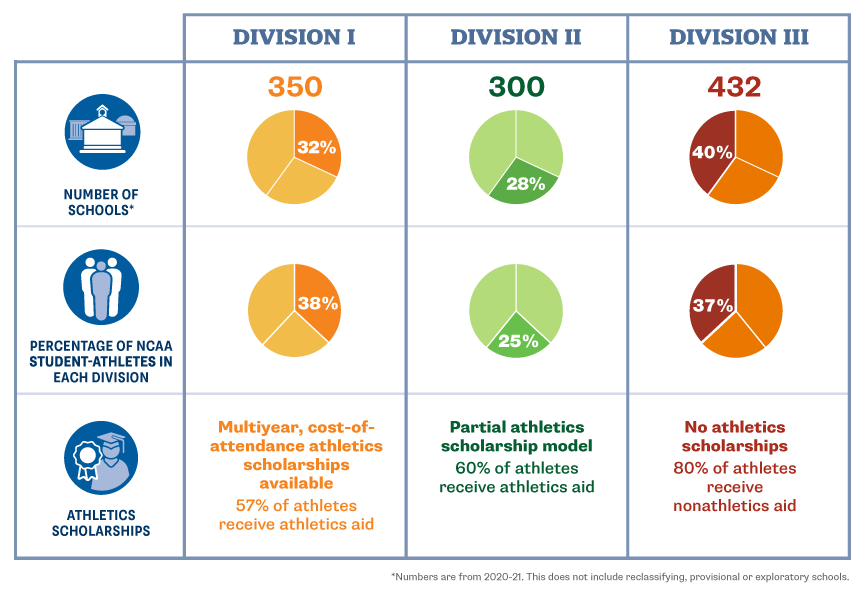 DIVISION I
DIVISION II
DIVISION III
NUMBER OF
SCHOOLS*
350
32%
300
28%
432
40%
PERCENTAGE OF NCAA
STUDENT-ATHLETES IN
EACH DIVISION
38%
25%
37%
ATHLETICS
SCHOLARSHIPS
Multiyear, cost-of-
attendance athletics
scholarships
available
57% of athletes
receive athletics aid
Partial athletics
scholarship model
60% of athletes
receive athletics aid
No athletics
scholarships
80% of athletes
receive
nonathletics aid
*Numbers are from 2020-21. This does not include reclassifying, provisional or exploratory schools.